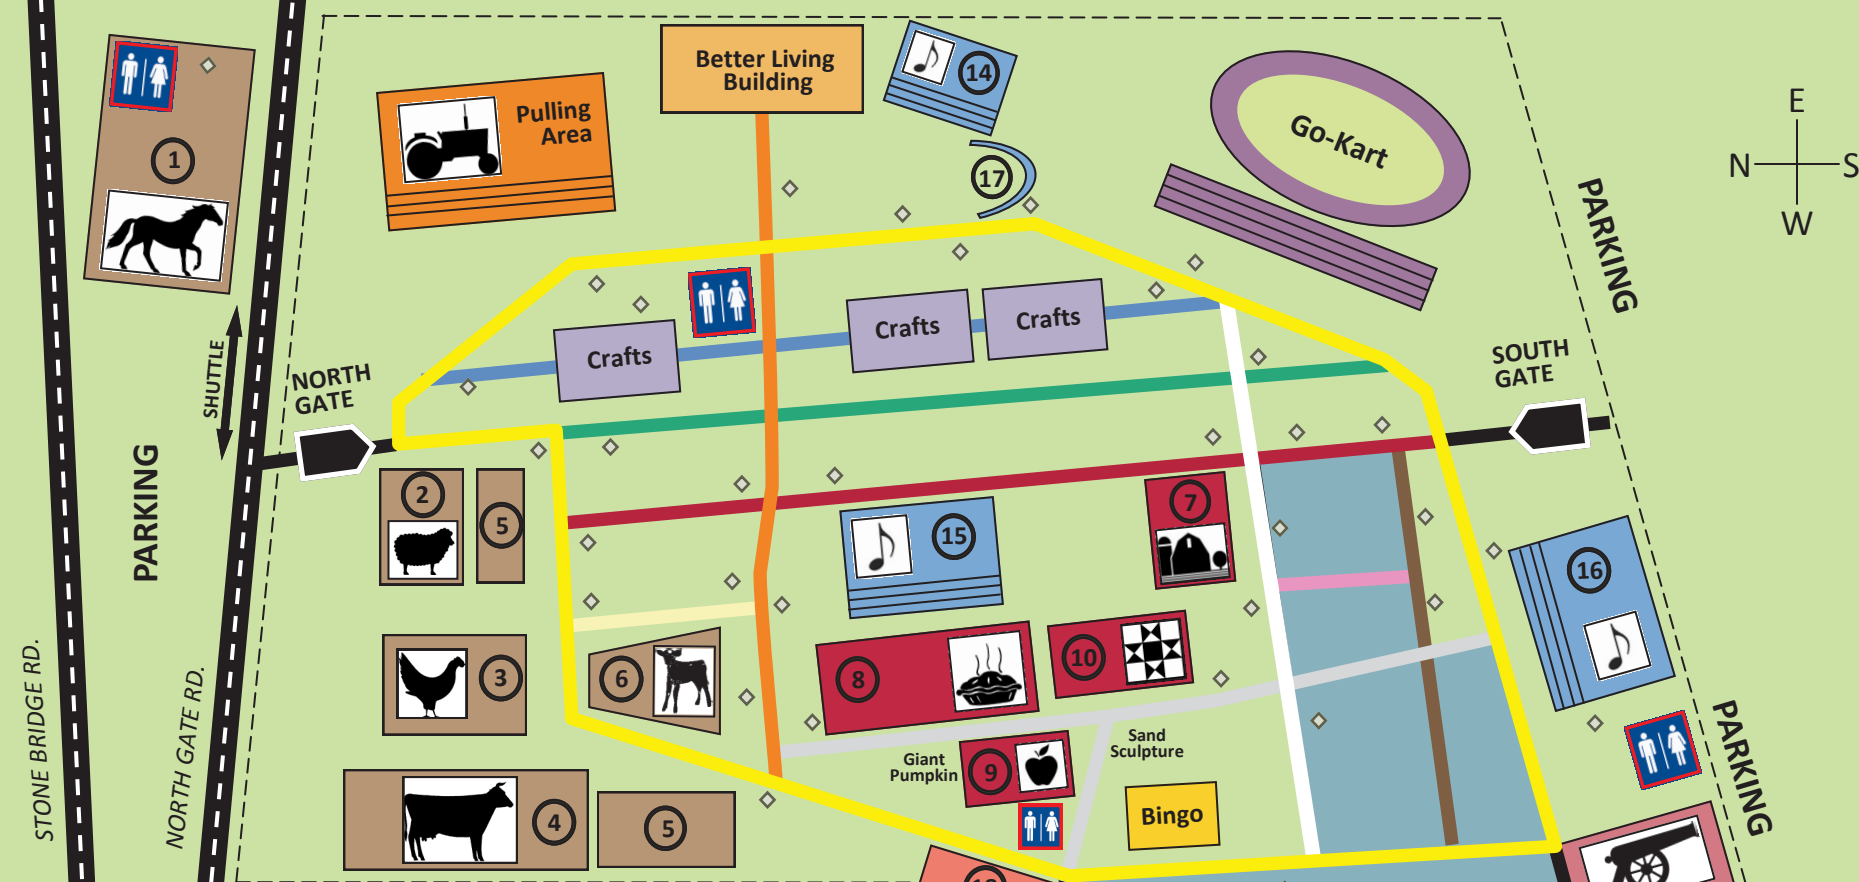 Better Living
Building
14
E
N
S
W
Pulling
Area
Go-Kart
1
17
PARKING
Crafts
Crafts
Crafts
SHUTTLE
NORTH
GATE
SOUTH
GATE
PARKING
2
5
7
15
16
STONE BRIDGE RD.
NORTH GATE RD.
3
6
8
10
PARKING
Giant
Pumpkin
9
Sand
Sculpture
4
5
Bingo